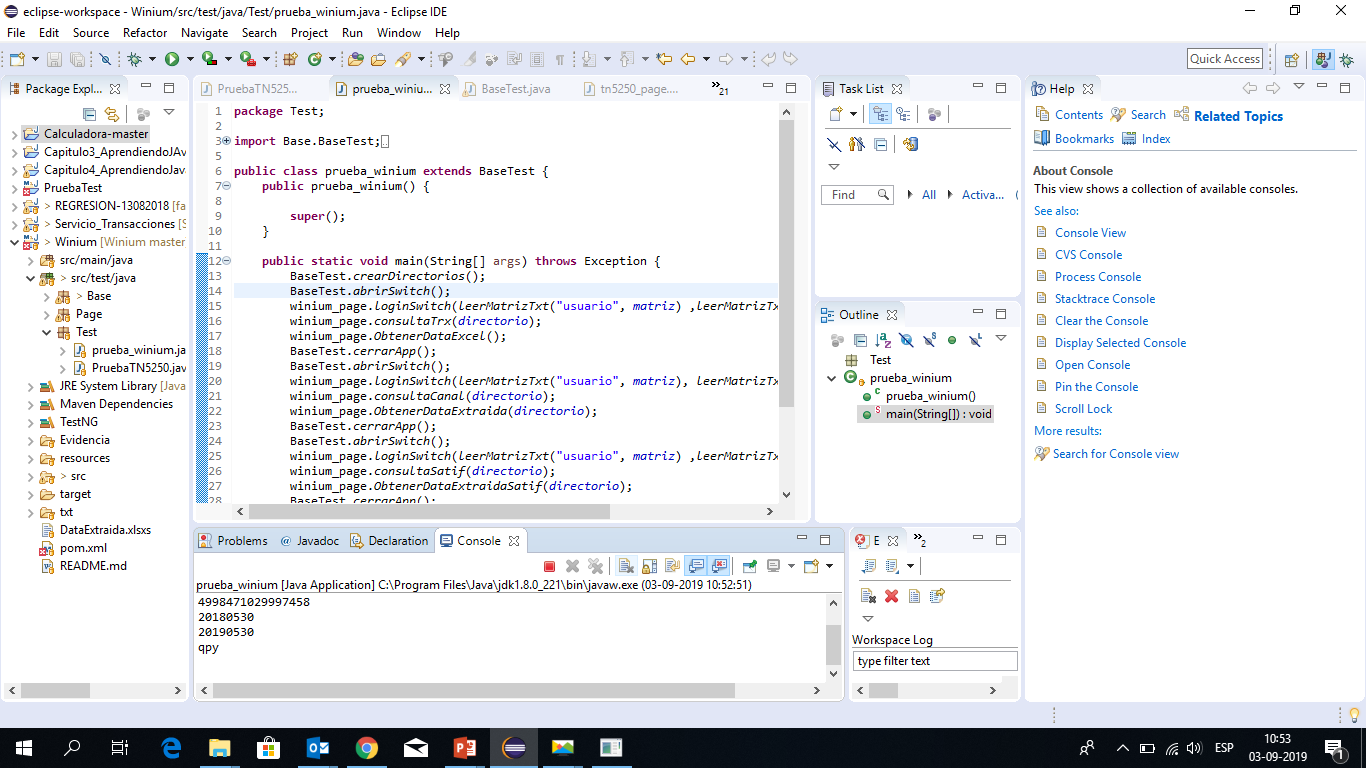 eclipse-workspace - Winium/src/test/java/Test/prueba_winium.java - Eclipse IDE
File Edit Source Refactor Navigate Search Project Run Window Help
Quick Access
Package Expl...
Calculadora-master
Capitulo3_AprendiendoJAv
Capitulo4_AprendiendoJav
PruebaTest
> REGRESION-13082018 [fa
> Servicio_Transacciones [S
> Winium [Winium master
src/main/java
> src/test/java
> Base
Page
Test
prueba_winium.ja
PruebaTN5250.jav
JRE System Library [Java
Maven Dependencies
TestNG
Evidencia
resources
> src
target
txt
DataExtraida.xlsxs
pom.xml
README.md
PruebaTN525... prueba_winiu... BaseTest.java tn5250_page.... »21
1 package Test;
2
3 import Base.BaseTest;
5
6 public class prueba_winium extends BaseTest {
7 public prueba_winium() {
8
9 super();
10 }
11
12 public static void main(String[] args) throws Exception {
13 BaseTest.crearDirectorios();
14 BaseTest.abrirSwitch();
15 winium_page.loginSwitch(leerMatrizTxt("usuario", matriz) ,leerMatrizTx
16 winium_page.consultaTrx(directorio);
17 winium_page.ObtenerDataExcel();
18 BaseTest.cerrarApp();
19 BaseTest.abrirSwitch();
20 winium_page.loginSwitch(leerMatrizTxt("usuario", matriz), leerMatrizTx
21 winium_page.consultaCanal(directorio);
22 winium_page.ObtenerDataExtraida(directorio);
23 BaseTest.cerrarApp();
24 BaseTest.abrirSwitch();
25 winium_page.loginSwitch(leerMatrizTxt("usuario", matriz) ,leerMatrizTx
26 winium_page.consultaSatif(directorio);
27 winium_page.ObtenerDataExtraidaSatif(directorio);
28 BaseTest.cerrarApp();
Problems @ Javadoc Declaration Console
prueba_winium [Java Application] C:\Program Files\Java\jdk1.8.0_221\bin\javaw.exe (03-09-2019 10:52:51)
4998471029997458
20180530
20190530
qpy
Task List
Find All Activa...
Outline
Test
prueba_winium
prueba_winium()
main(String[]) : void
E »2
Workspace Log
type filter text
Help
Contents Search Related Topics
Bookmarks Index
About Console
This view shows a collection of available consoles.
See also:
Console View
CVS Console
Process Console
Stacktrace Console
Clear the Console
Display Selected Console
Open Console
Pin the Console
Scroll Lock
More results:
Search for Console view
ESP
10:53
03-09-2019
1